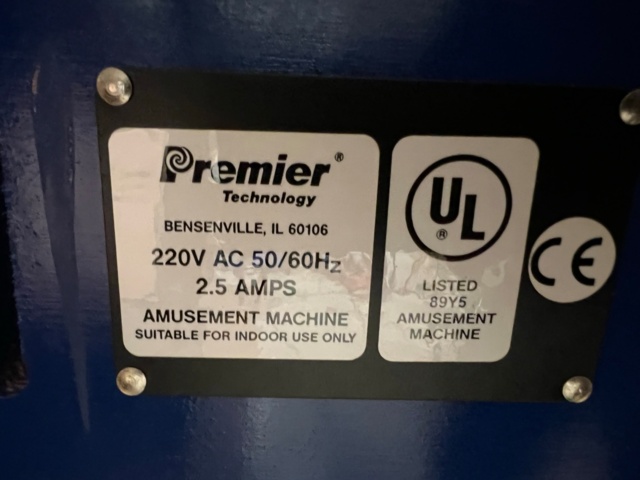 Premier®
Technology
BENSENVILLE, IL 60106
220V AC 50/60Hz
2.5 AMPS
AMUSEMENT MACHINE
SUITABLE FOR INDOOR USE ONLY
UL
®
LISTED
89Y5
AMUSEMENT
MACHINE
CE